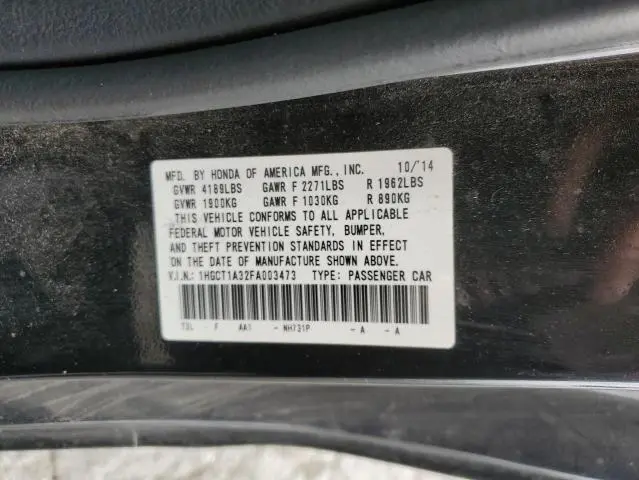 MFD. BY HONDA OF AMERICA MFG., INC. 10/'14
GVWR 4189LBS GAWR F 2271LBS R 1962LBS
GVWR 1900KG GAWR F 1030KG R 890KG
THIS VEHICLE CONFORMS TO ALL APPLICABLE
FEDERAL MOTOR VEHICLE SAFETY, BUMPER,
AND THEFT PREVENTION STANDARDS IN EFFECT
ON THE DATE OF MANUFACTURE SHOWN ABOVE.
V.I.N.: 1HGCT1A32FA003473 TYPE: PASSENGER CAR
F AA1 - NH731P - A - A